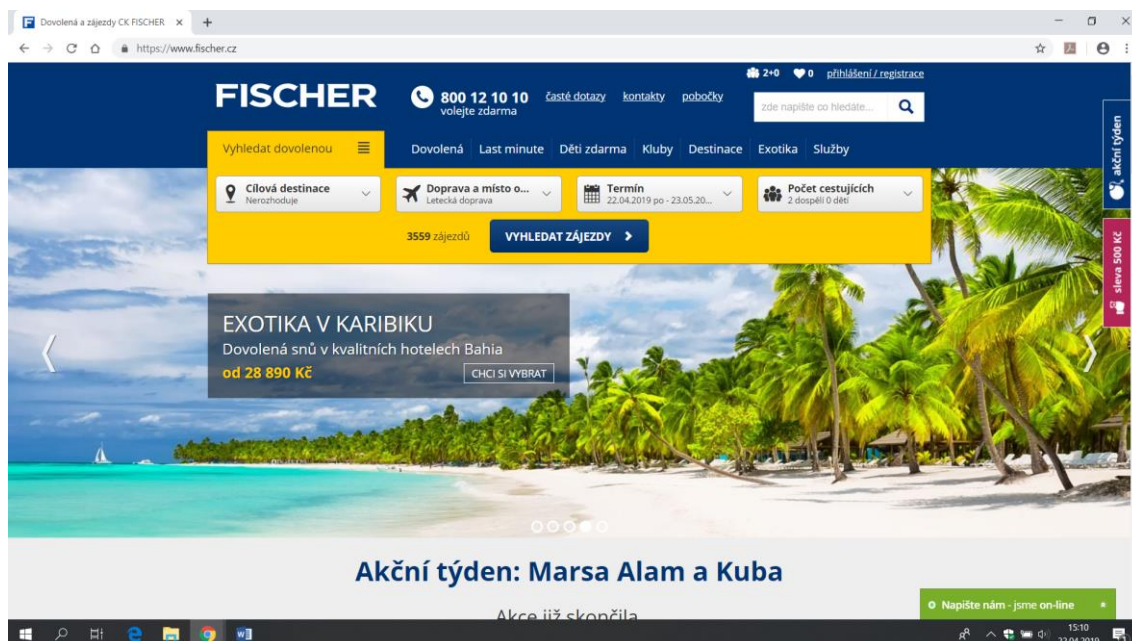 Dovolená a zájezdy CK FISCHER
https://www.fischer.cz
2+0 0 přihlášení / registrace
FISCHER
800 12 10 10 časté dotazy kontakty pobočky
volejte zdarma
zde napište co hledáte...
Vyhledat dovolenou
Dovolená Last minute Děti zdarma Kluby Destinace Exotika Služby
akční týden
Cílová destinace
Nerozhoduje
Doprava a místo o...
Letecká doprava
Termín
22.04.2019 po - 23.05.20...
Počet cestujících
2 dospělí 0 dětí
3559 zájezdů
VYHLEDAT ZÁJEZDY
sleva 500 Kč
EXOTIKA V KARIBIKU
Dovolená snů v kvalitních hotelech Bahia
od 28 890 Kč
CHCI SI VYBRAT
Akční týden: Marsa Alam a Kuba
Akce již skončila
Napište nám - jsme on-line
15:10
22.04.2019